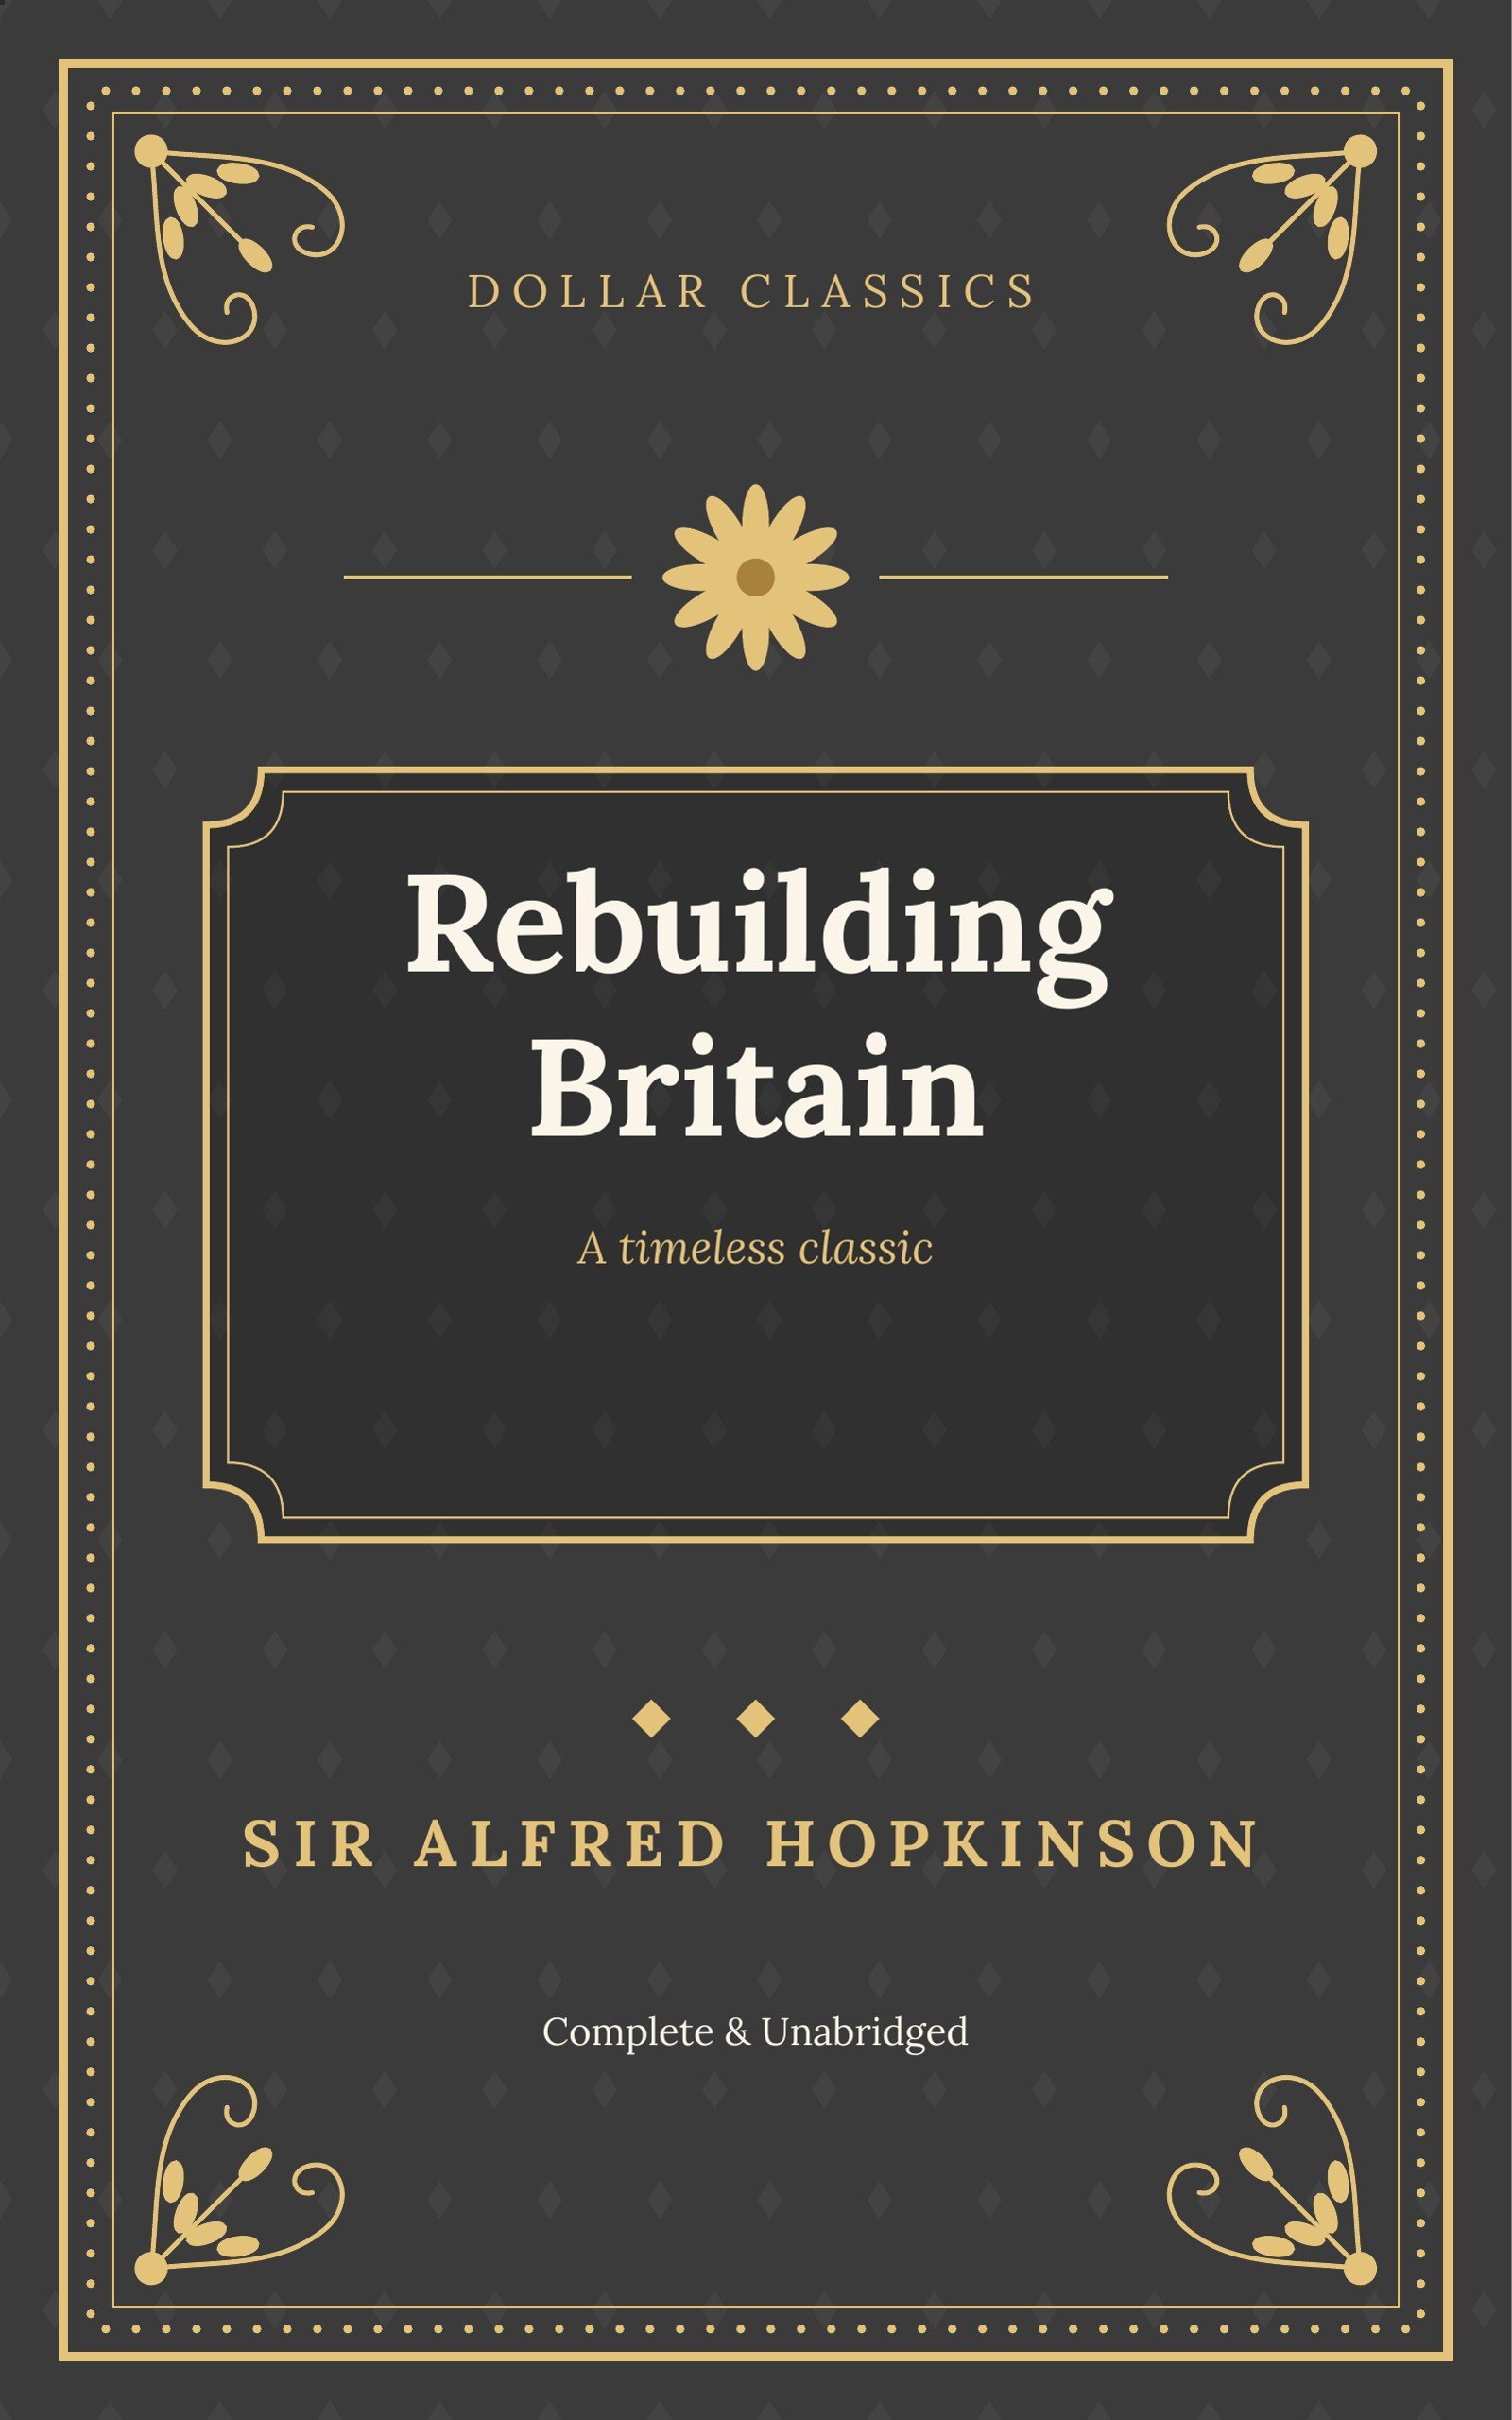 DOLLAR CLASSICS
Rebuilding
Britain
A timeless classic
SIR ALFRED HOPKINSON
Complete & Unabridged